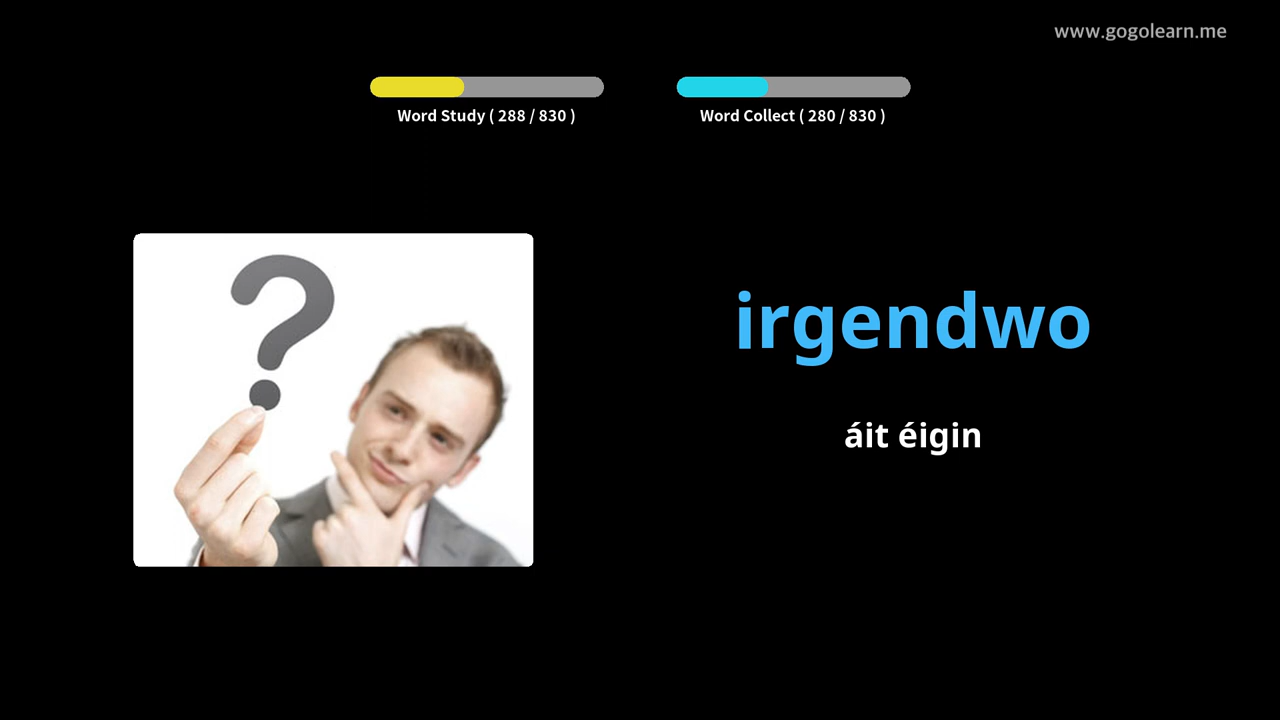 www.gogolearn.me
Word Study ( 288 / 830 )
Word Collect ( 280 / 830 )
?
irgendwo
áit éigin